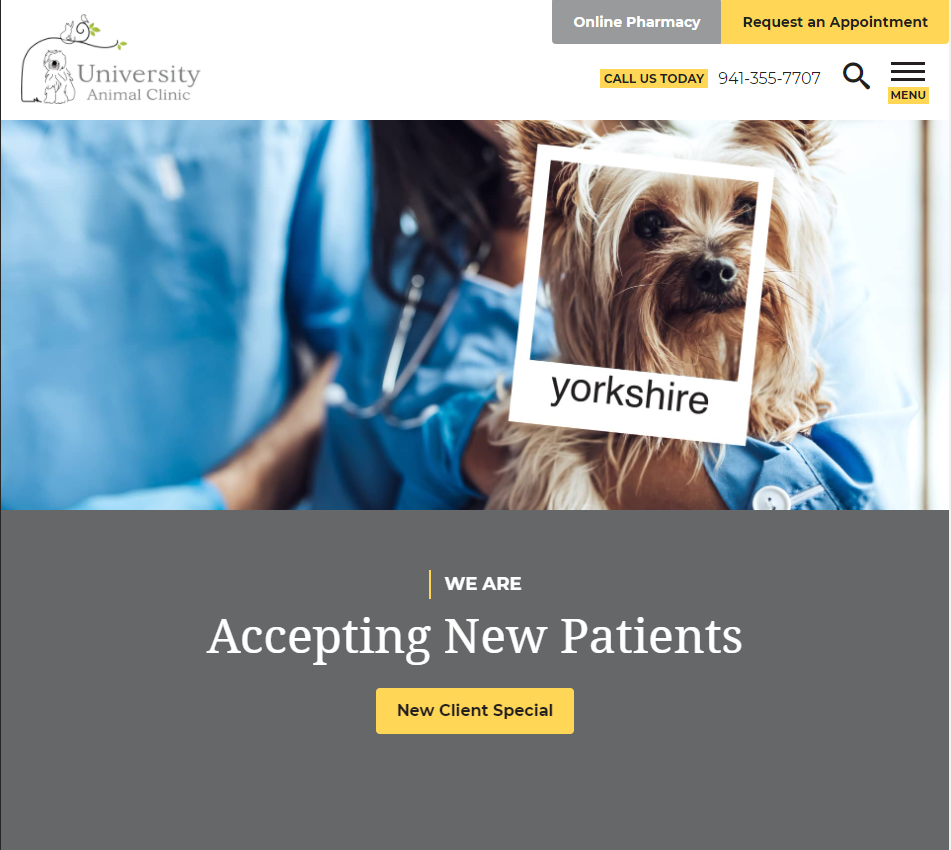 Online Pharmacy
Request an Appointment
University
Animal Clinic
CALL US TODAY 941-355-7707
MENU
yorkshire
WE ARE
Accepting New Patients
New Client Special